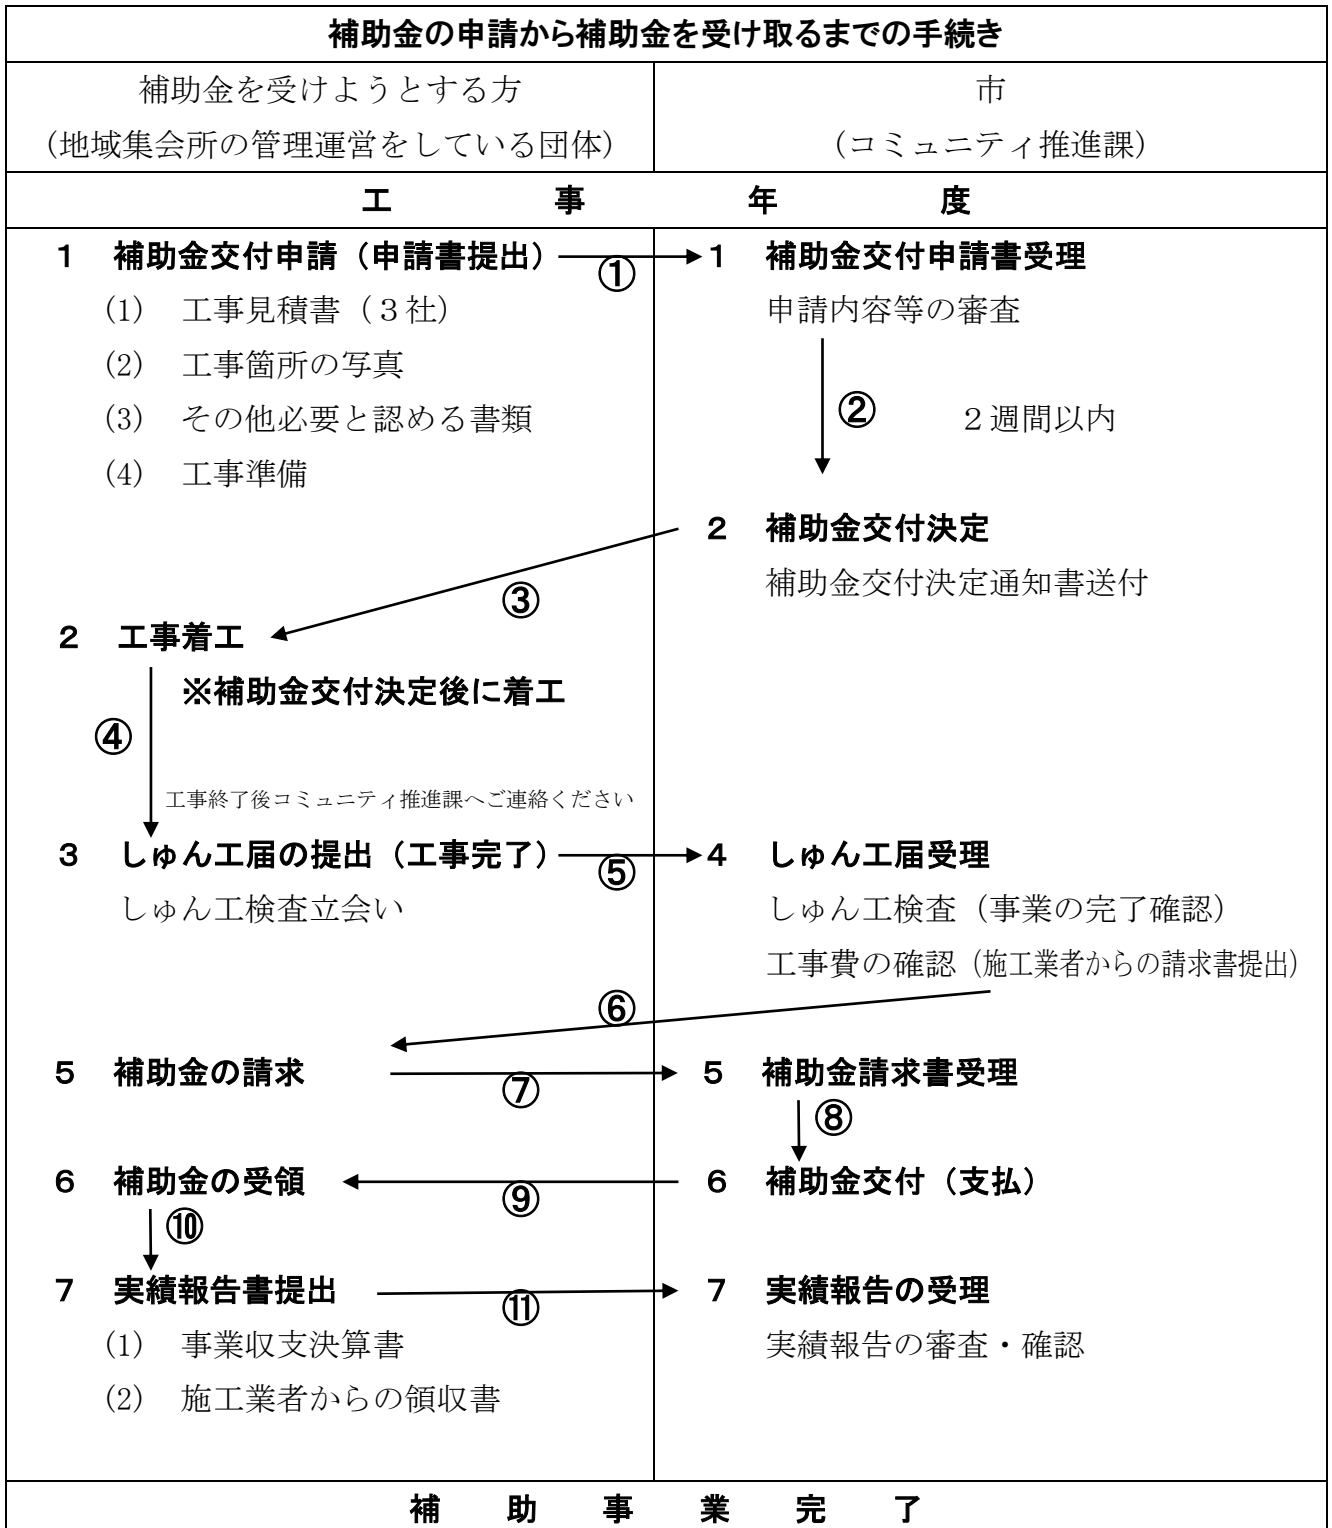 補助金の申請から補助金を受け取るまでの手続き
補助金を受けようとする方
（地域集会所の管理運営をしている団体）
市
（コミュニティ推進課）
工事年度
１　補助金交付申請（申請書提出）
①
１　補助金交付申請書受理
(1)　工事見積書（３社）
申請内容等の審査
(2)　工事箇所の写真
(3)　その他必要と認める書類
②　２週間以内
(4)　工事準備
２　補助金交付決定
補助金交付決定通知書送付
③
２　工事着工
※補助金交付決定後に着工
④
工事終了後コミュニティ推進課へご連絡ください
３　しゅん工届の提出（工事完了）
⑤
４　しゅん工届受理
しゅん工検査立会い
しゅん工検査（事業の完了確認）
工事費の確認（施工業者からの請求書提出）
⑥
５　補助金の請求
⑦
５　補助金請求書受理
⑧
６　補助金の受領
⑨
６　補助金交付（支払）
⑩
７　実績報告書提出
⑪
７　実績報告の受理
(1)　事業収支決算書
実績報告の審査・確認
(2)　施工業者からの領収書
補助事業完了